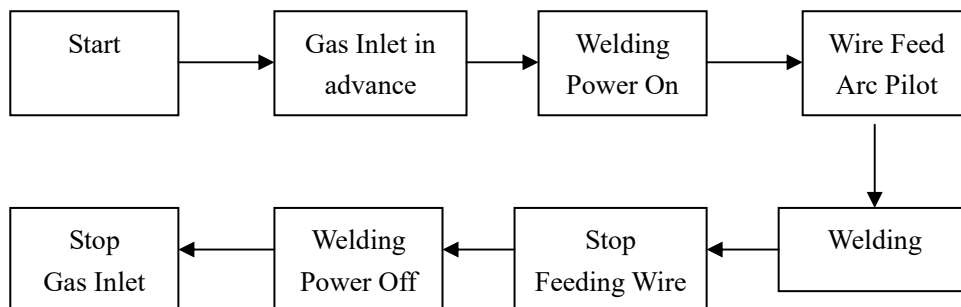 Start
Gas Inlet in
advance
Welding
Power On
Wire Feed
Arc Pilot
Welding
Stop
Feeding Wire
Welding
Power Off
Stop
Gas Inlet